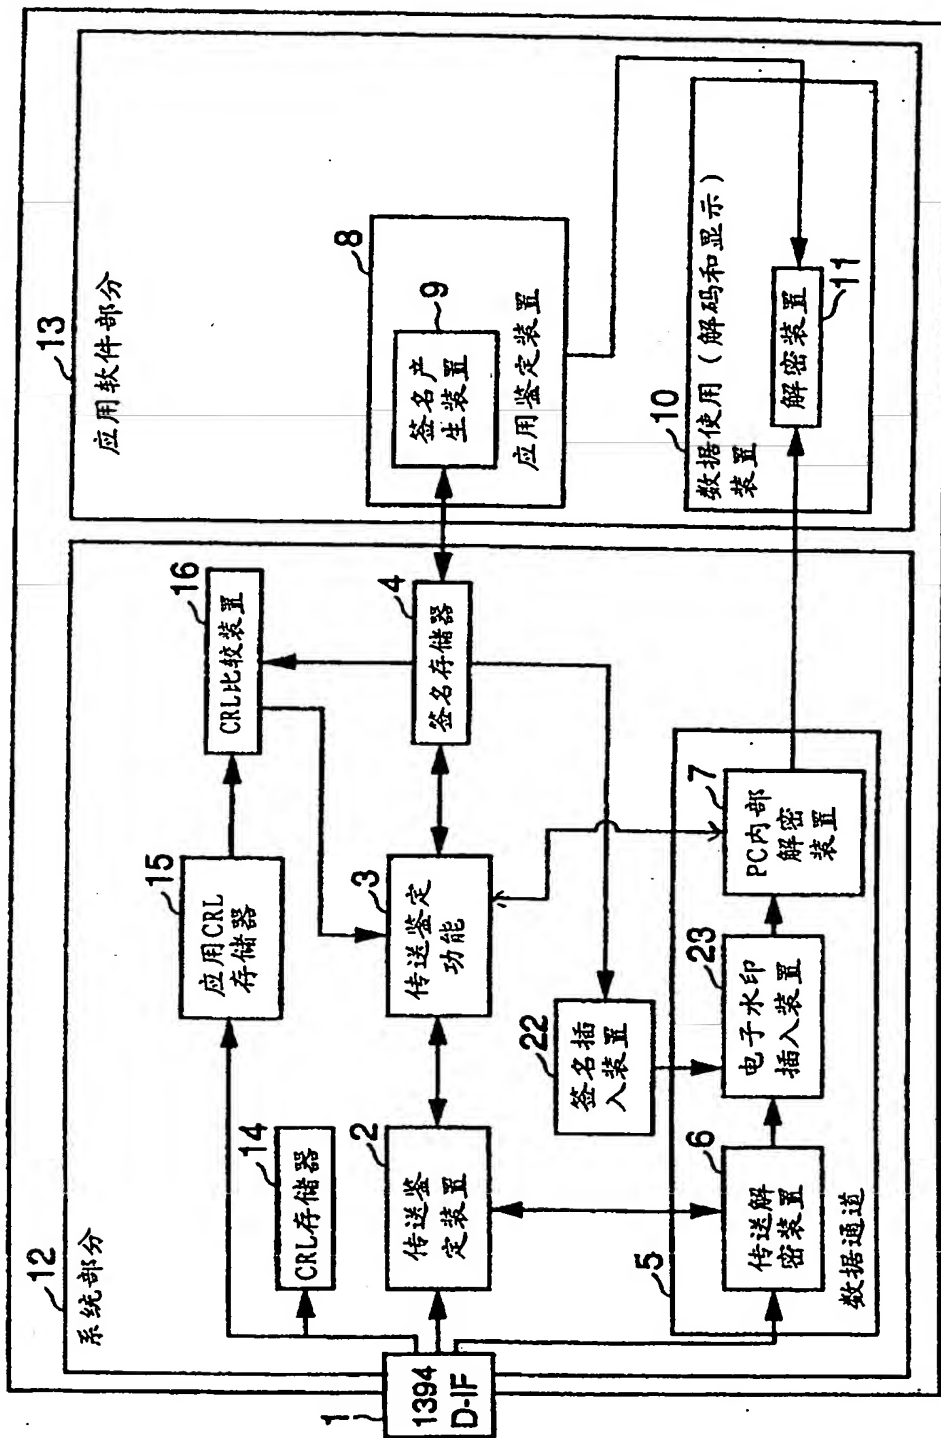 12
系统部分
13
应用软件部分
1
1394
D-IF
14
CRL存储器
15
应用CRL
存储器
16
CRL比较装置
2
传送鉴
定装置
3
传送鉴定
功能
4
签名存储器
8
9
签名产
生装置
应用鉴定装置
22
签名插
入装置
5
6
传送解
密装置
23
电子水印
插入装置
7
PC内部
解密
装置
数据通道
10
数据使用（解码和显示）
装置
解密装置
11